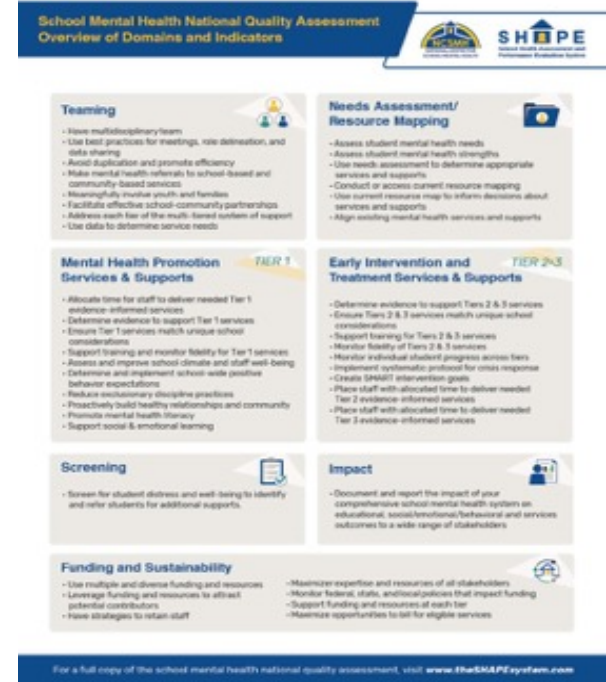 School Mental Health National Quality Assessment
Overview of Domains and Indicators
NCSMH
SHAPE
School Health Assessment and
Performance Evaluation System
Teaming
- Have multidisciplinary team
- Use best practices for meetings, role delineation, and
data sharing
- Avoid duplication and promote efficiency
- Make mental health referrals to school-based and
community-based services
- Meaningfully involve youth and families
- Facilitate effective school-community partnerships
- Address each tier of the multi-tiered system of support
- Use data to determine service needs
Needs Assessment/
Resource Mapping
- Assess student mental health needs
- Assess student mental health strengths
- Use needs assessment to determine appropriate
services and supports
- Conduct or access current resource mapping
- Use current resource map to inform decisions about
services and supports
- Align existing mental health services and supports
Mental Health Promotion
Services & Supports
TIER 1
- Allocate time for staff to deliver needed Tier 1
evidence-informed services
- Determine evidence to support Tier 1 services
- Ensure Tier 1 services match unique school
considerations
- Support training and monitor fidelity for Tier 1 services
- Assess and improve school climate and staff well-being
- Determine and implement school-wide positive
behavior expectations
- Reduce exclusionary discipline practices
- Proactively build healthy relationships and community
- Promote mental health literacy
- Support social & emotional learning
Early Intervention and
Treatment Services & Supports
TIER 2-3
- Determine evidence to support Tiers 2 & 3 services
- Ensure Tiers 2 & 3 services match unique school
considerations
- Support training for Tiers 2 & 3 services
- Monitor fidelity of Tiers 2 & 3 services
- Monitor individual student progress across tiers
- Implement systematic protocol for crisis response
- Create SMART intervention goals
- Place staff with allocated time to deliver needed
Tier 2 evidence-informed services
- Place staff with allocated time to deliver needed
Tier 3 evidence-informed services
Screening
- Screen for student distress and well-being to identify
and refer students for additional supports.
Impact
- Document and report the impact of your
comprehensive school mental health system on
educational, social/emotional/behavioral and services
outcomes to a wide range of stakeholders
Funding and Sustainability
- Use multiple and diverse funding and resources
- Leverage funding and resources to attract
potential contributors
- Have strategies to retain staff
- Maximize expertise and resources of all stakeholders
- Monitor federal, state, and local policies that impact funding
- Support funding and resources at each tier
- Maximize opportunities to bill for eligible services
For a full copy of the school mental health national quality assessment, visit www.theSHAPEsystem.com